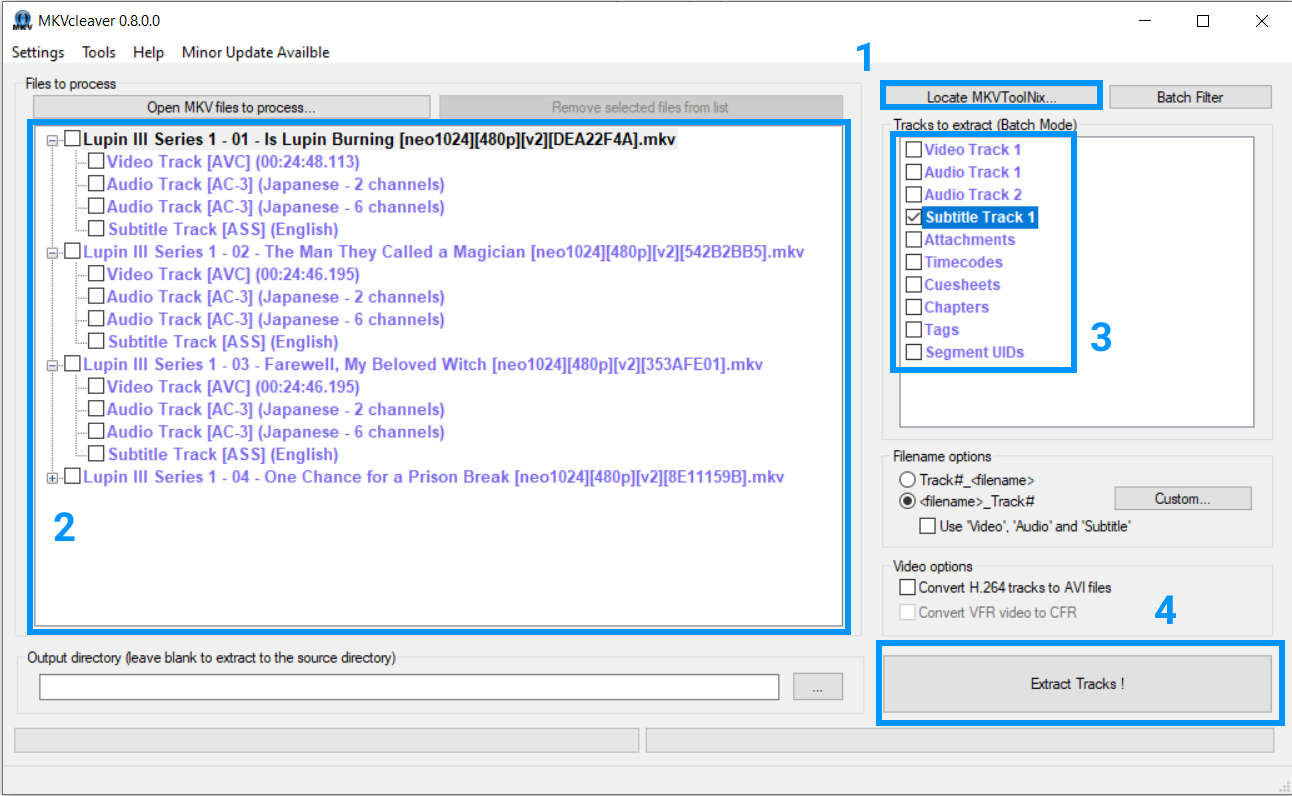 MKVcleaver 0.8.0.0
Settings Tools Help Minor Update Availble
1
Files to process
Open MKV files to process...
Remove selected files from list
Lupin III Series 1 - 01 - Is Lupin Burning [neo1024][480p][v2][DEA22F4A].mkv
Video Track [AVC] (00:24:48.113)
Audio Track [AC-3] (Japanese - 2 channels)
Audio Track [AC-3] (Japanese - 6 channels)
Subtitle Track [ASS] (English)
Lupin III Series 1 - 02 - The Man They Called a Magician [neo1024][480p][v2][542B2BB5].mkv
Video Track [AVC] (00:24:46.195)
Audio Track [AC-3] (Japanese - 2 channels)
Audio Track [AC-3] (Japanese - 6 channels)
Subtitle Track [ASS] (English)
Lupin III Series 1 - 03 - Farewell, My Beloved Witch [neo1024][480p][v2][353AFE01].mkv
Video Track [AVC] (00:24:46.195)
Audio Track [AC-3] (Japanese - 2 channels)
Audio Track [AC-3] (Japanese - 6 channels)
Subtitle Track [ASS] (English)
Lupin III Series 1 - 04 - One Chance for a Prison Break [neo1024][480p][v2][8E11159B].mkv
2
Output directory (leave blank to extract to the source directory)
...
Locate MKVToolNix...
Batch Filter
Tracks to extract (Batch Mode)
Video Track 1
Audio Track 1
Audio Track 2
Subtitle Track 1
Attachments
Timecodes
Cuesheets
Chapters
Tags
Segment UIDs
3
Filename options
Track#_<filename>
<filename>_Track#
Custom...
Use 'Video', 'Audio' and 'Subtitle'
Video options
Convert H.264 tracks to AVI files
Convert VFR video to CFR
4
Extract Tracks !